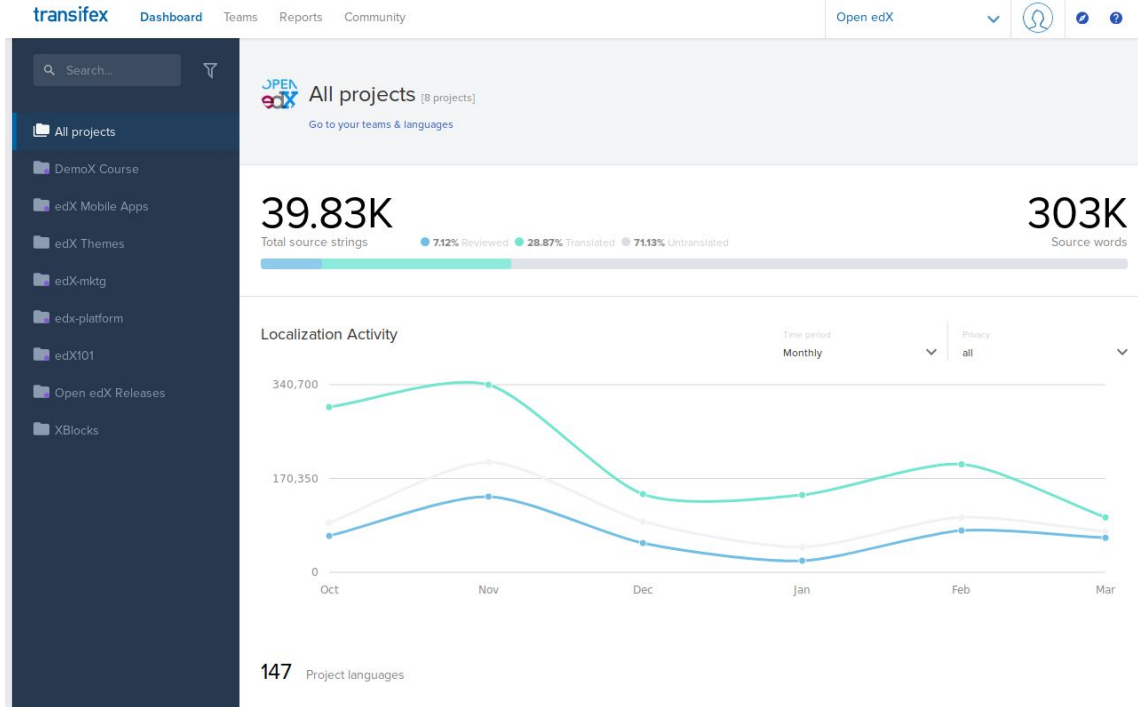 transifex Dashboard Teams Reports Community Open edX
Search...
All projects
DemoX Course
edX Mobile Apps
edX Themes
edX-mktg
edx-platform
edX101
Open edX Releases
XBlocks
OPEN
edX
All projects [8 projects]
Go to your teams & languages
39.83K 303K
Total source strings 7.12% Reviewed 28.87% Translated 71.13% Untranslated Source words
Localization Activity
Time period Privacy
Monthly all
340,700
170,350
0
Oct Nov Dec Jan Feb Mar
147 Project languages